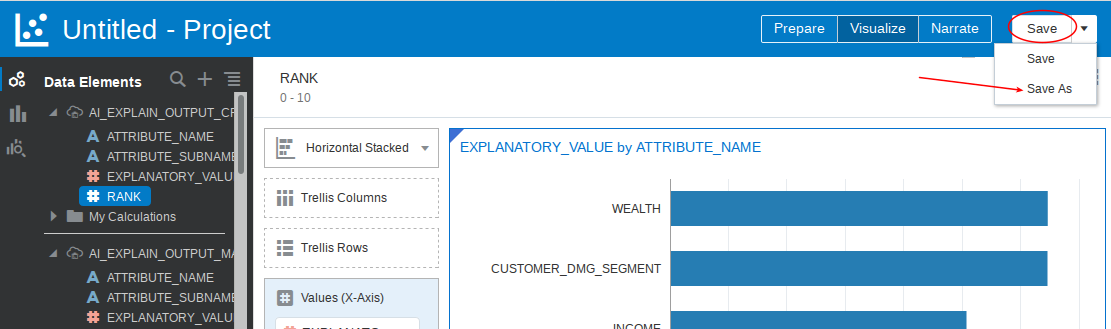 Untitled - Project
Prepare
Visualize
Narrate
Save
Save
Save As
Data Elements
AI_EXPLAIN_OUTPUT_CF
ATTRIBUTE_NAME
ATTRIBUTE_SUBNAME
EXPLANATORY_VALU
RANK
My Calculations
AI_EXPLAIN_OUTPUT_MA
ATTRIBUTE_NAME
ATTRIBUTE_SUBNAME
EXPLANATORY_VALU
RANK
0 - 10
Horizontal Stacked
Trellis Columns
Trellis Rows
Values (X-Axis)
EXPLANATORY_VALUE by ATTRIBUTE_NAME
WEALTH
CUSTOMER_DMG_SEGMENT
INCOME